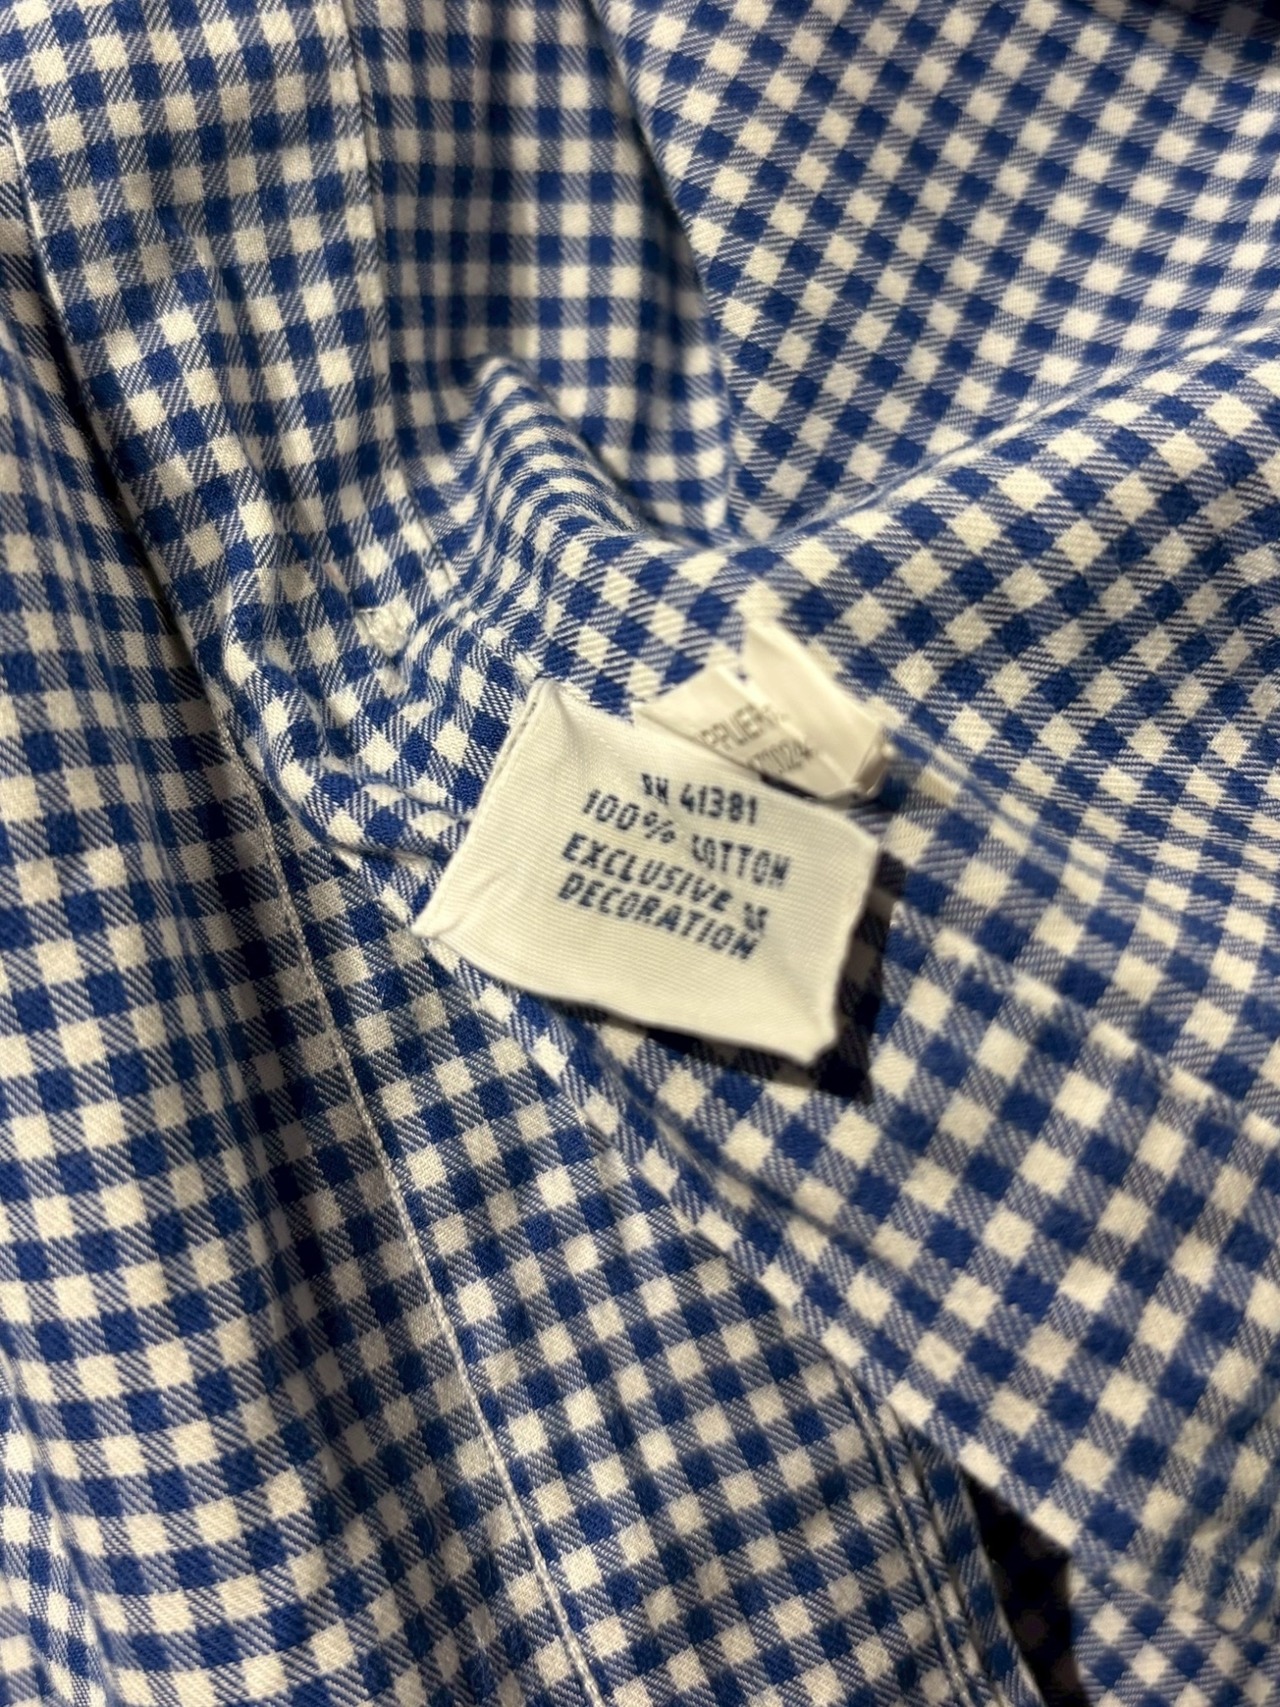 RN 41381
100% COTTON
EXCLUSIVE OF
DECORATION